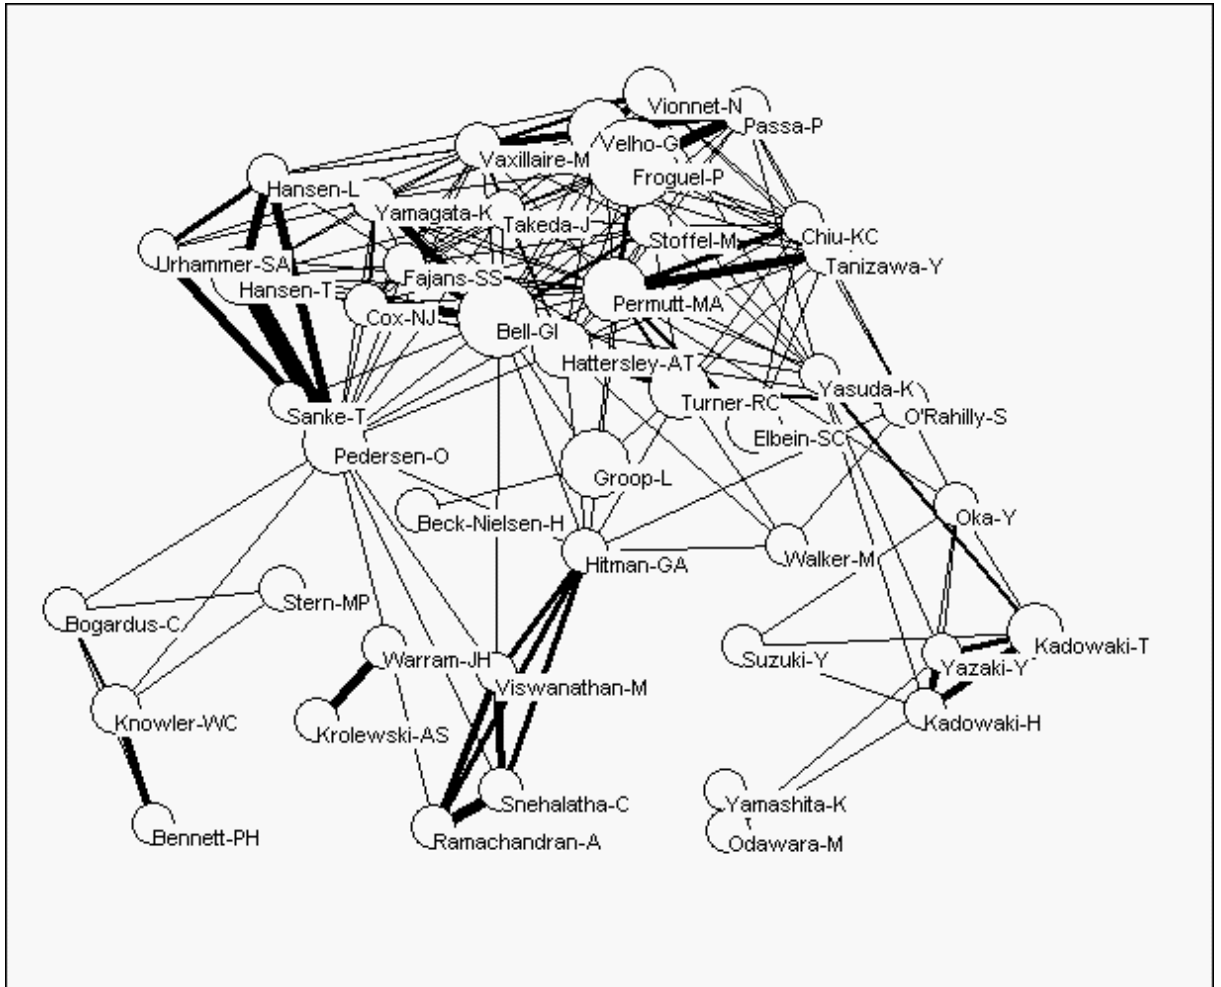 Vionnet-N
Passa-P
Velho-G
Vaxillaire-M
Froguel-P
Hansen-L
Yamagata-K
Takeda-J
Stoffel-M
Chiu-KC
Urhammer-SA
Tanizawa-Y
Fajans-SS
Hansen-T
Permutt-MA
Cox-NJ
Bell-GI
Hattersley-AT
Yasuda-K
Turner-RC
Sanke-T
O'Rahilly-S
Elbein-SC
Pedersen-O
Groop-L
Beck-Nielsen-H
Oka-Y
Walker-M
Hitman-GA
Stern-MP
Bogardus-C
Kadowaki-T
Suzuki-Y
Warram-JH
Yazaki-Y
Viswanathan-M
Knowler-WC
Kadowaki-H
Krolewski-AS
Snehalatha-C
Yamashita-K
Bennett-PH
Ramachandran-A
Odawara-M